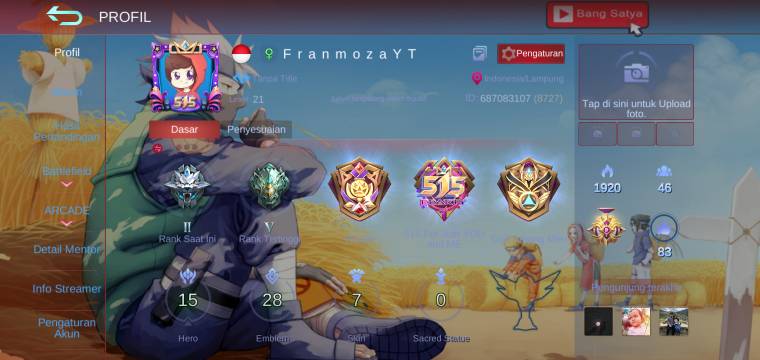 PROFIL
Bang Satya
Profil
FranmozaYT
Pengaturan
Tanpa Title
Indonesia/Lampung
Level 21
ID: 687083107 (8727)
Tap di sini untuk Upload
foto.
Dasar
Penyesuaian
Pertandingan
Battlefield
ARCADE
Detail Mentor
Info Streamer
Pengaturan
Akun
515
515
II
Rank Saat Ini
V
Rank Tertinggi
1920
46
83
15
Hero
28
Emblem
7
Skin
0
Sacred Statue
Pengunjung terakhir